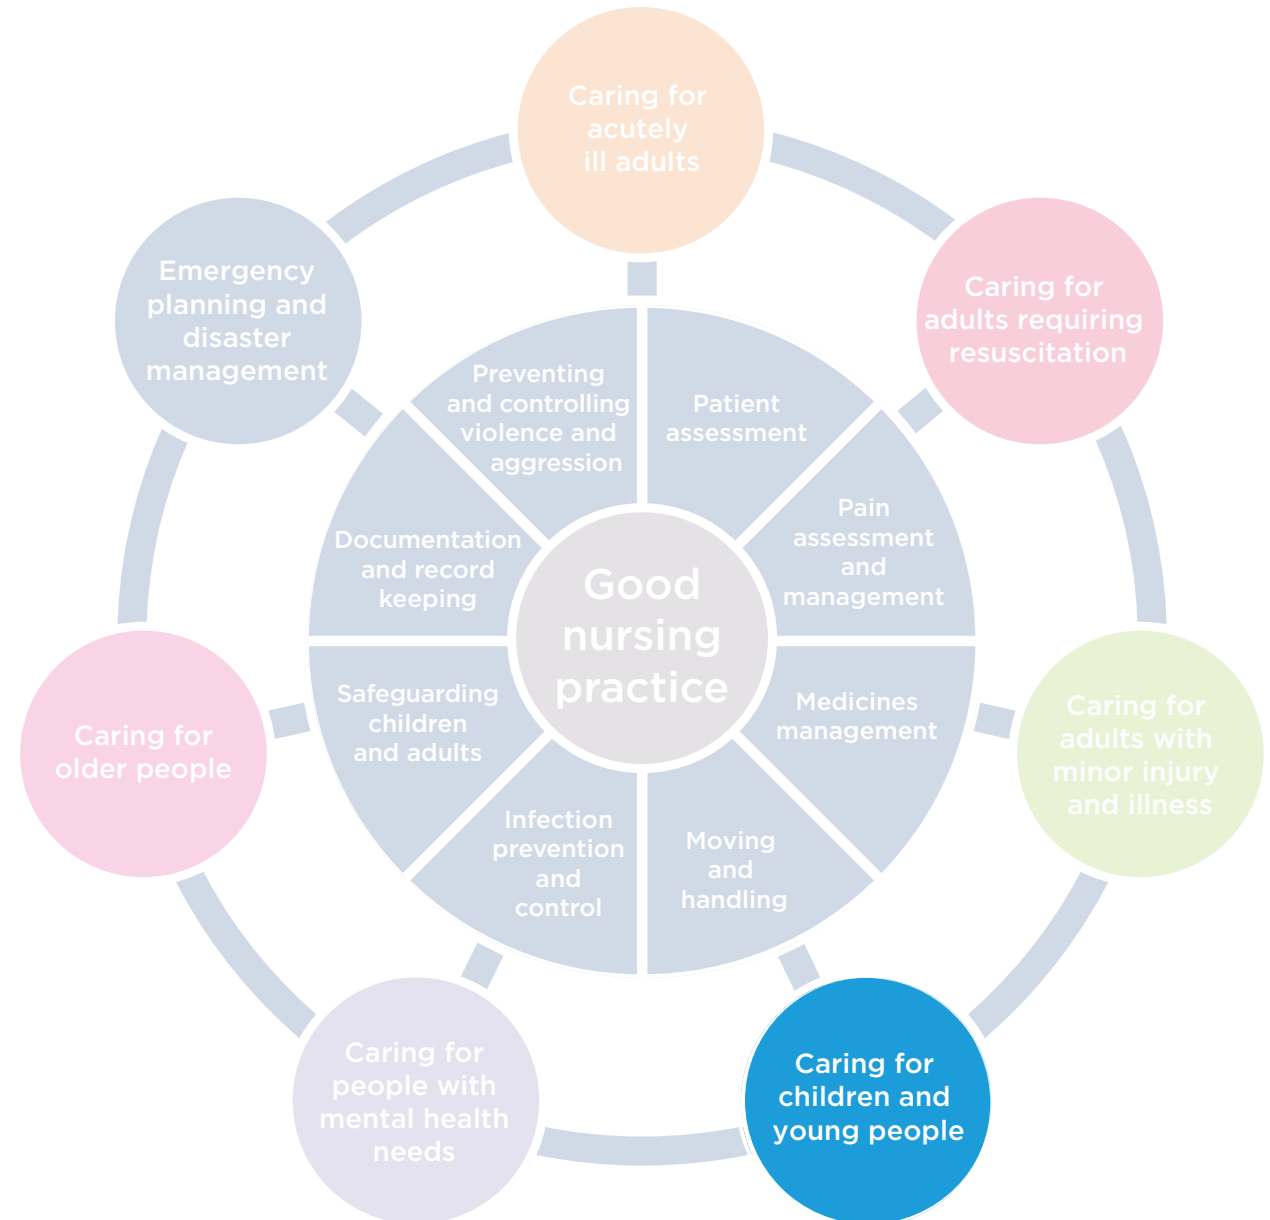 Caring for
acutely
ill adults
Caring for
adults requiring
resuscitation
Caring for
adults with
minor injury
and illness
Caring for
children and
young people
Caring for
people with
mental health
needs
Caring for
older people
Emergency
planning and
disaster
management
Patient
assessment
Pain
assessment
and
management
Medicines
management
Moving
and
handling
Infection
prevention
and
control
Safeguarding
children
and adults
Documentation
and record
keeping
Preventing
and controlling
violence and
aggression
Good
nursing
practice